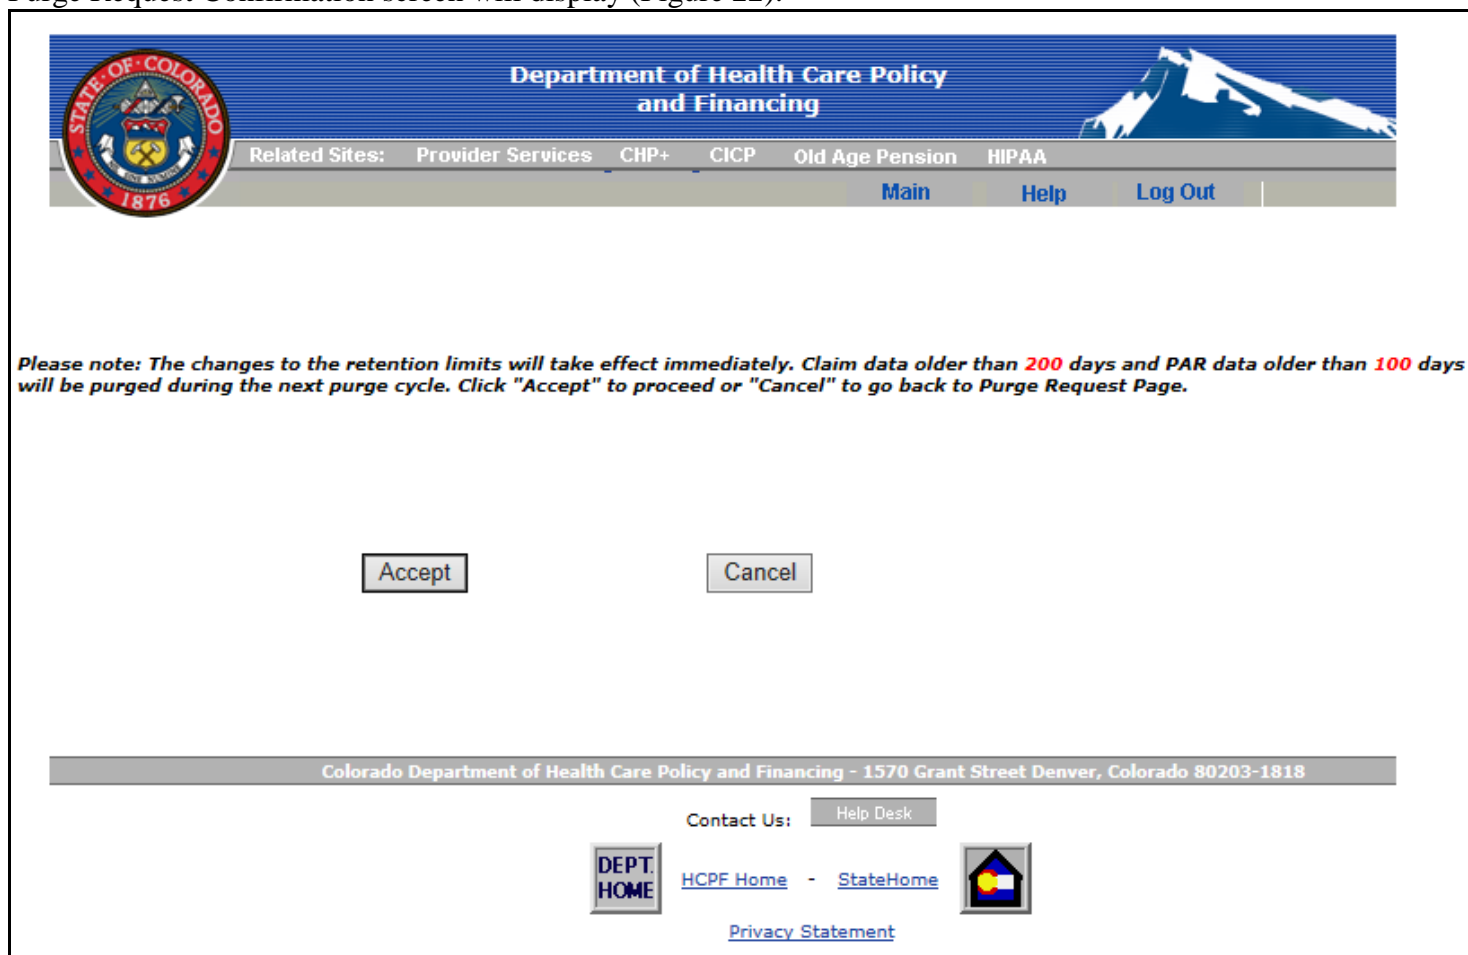 Purge Request Confirmation screen will display (Figure 22).
STATE·OF·COLORADO
1876
Department of Health Care Policy
and Financing
Related Sites: Provider Services CHP+ CICP Old Age Pension HIPAA
Main Help Log Out
Please note: The changes to the retention limits will take effect immediately. Claim data older than 200 days and PAR data older than 100 days
will be purged during the next purge cycle. Click "Accept" to proceed or "Cancel" to go back to Purge Request Page.
Accept Cancel
Colorado Department of Health Care Policy and Financing - 1570 Grant Street Denver, Colorado 80203-1818
Contact Us: Help Desk
DEPT.
HOME
HCPF Home - StateHome
Privacy Statement